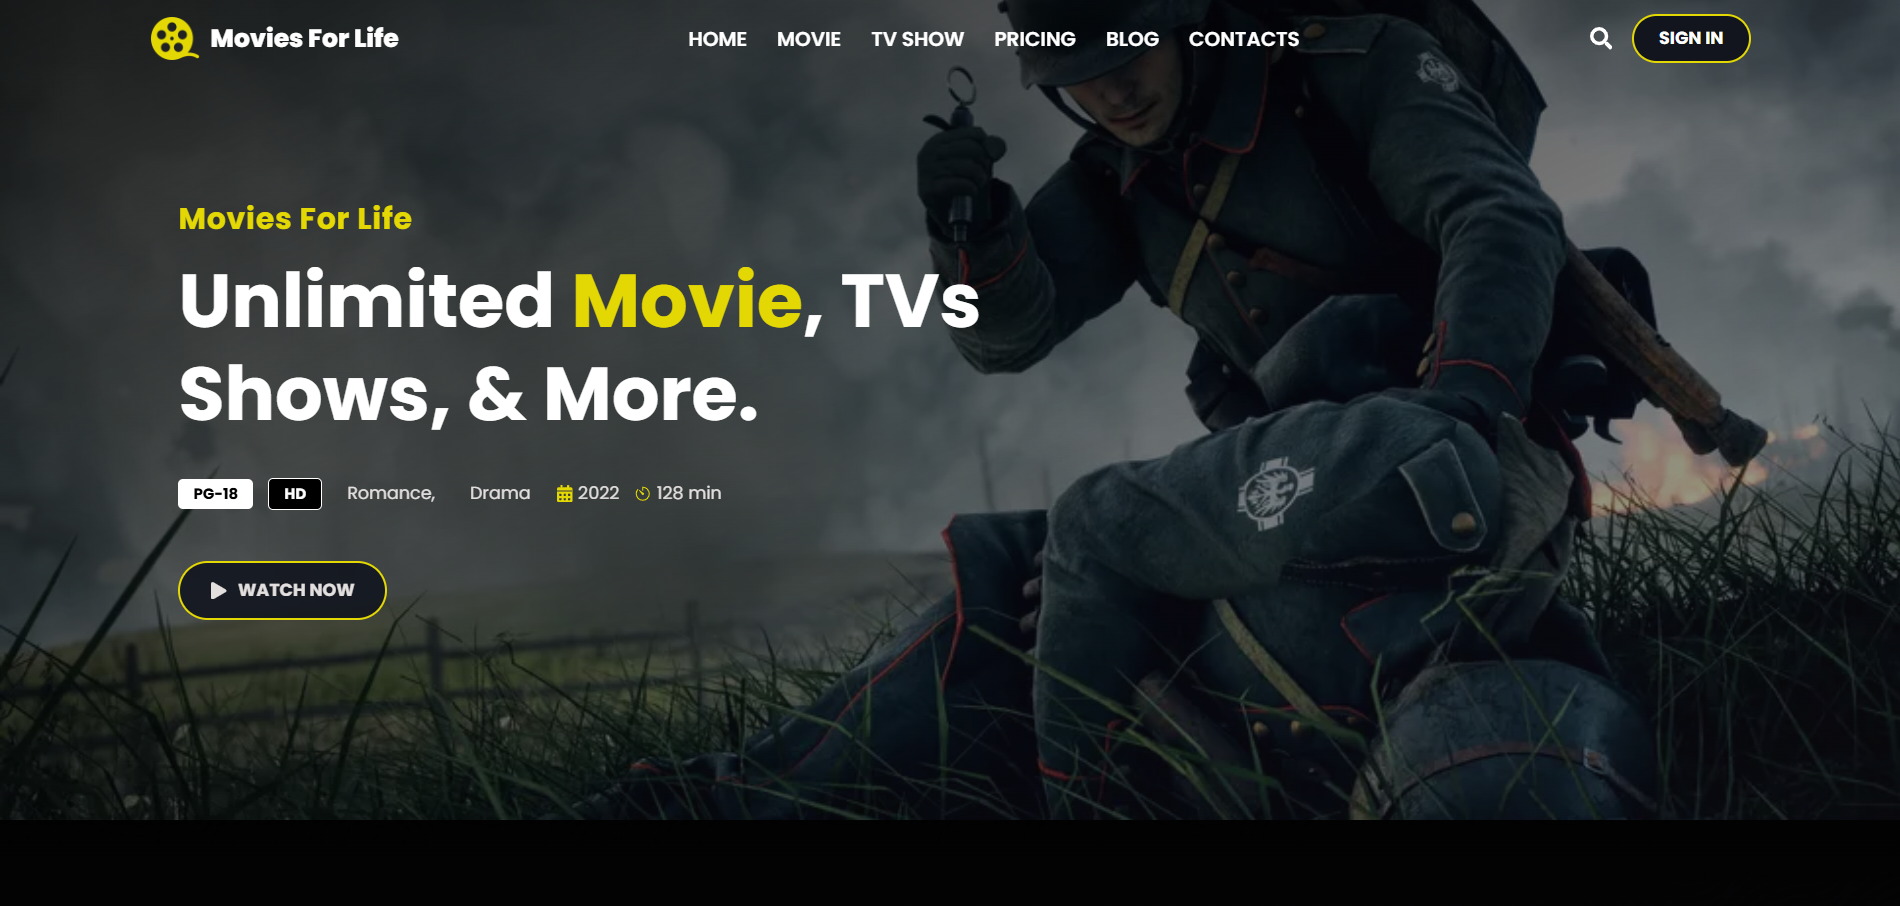 Movies For Life
HOME MOVIE TV SHOW PRICING BLOG CONTACTS
SIGN IN
Movies For Life
Unlimited Movie, TVs
Shows, & More.
PG-18 HD Romance, Drama 2022 128 min
WATCH NOW